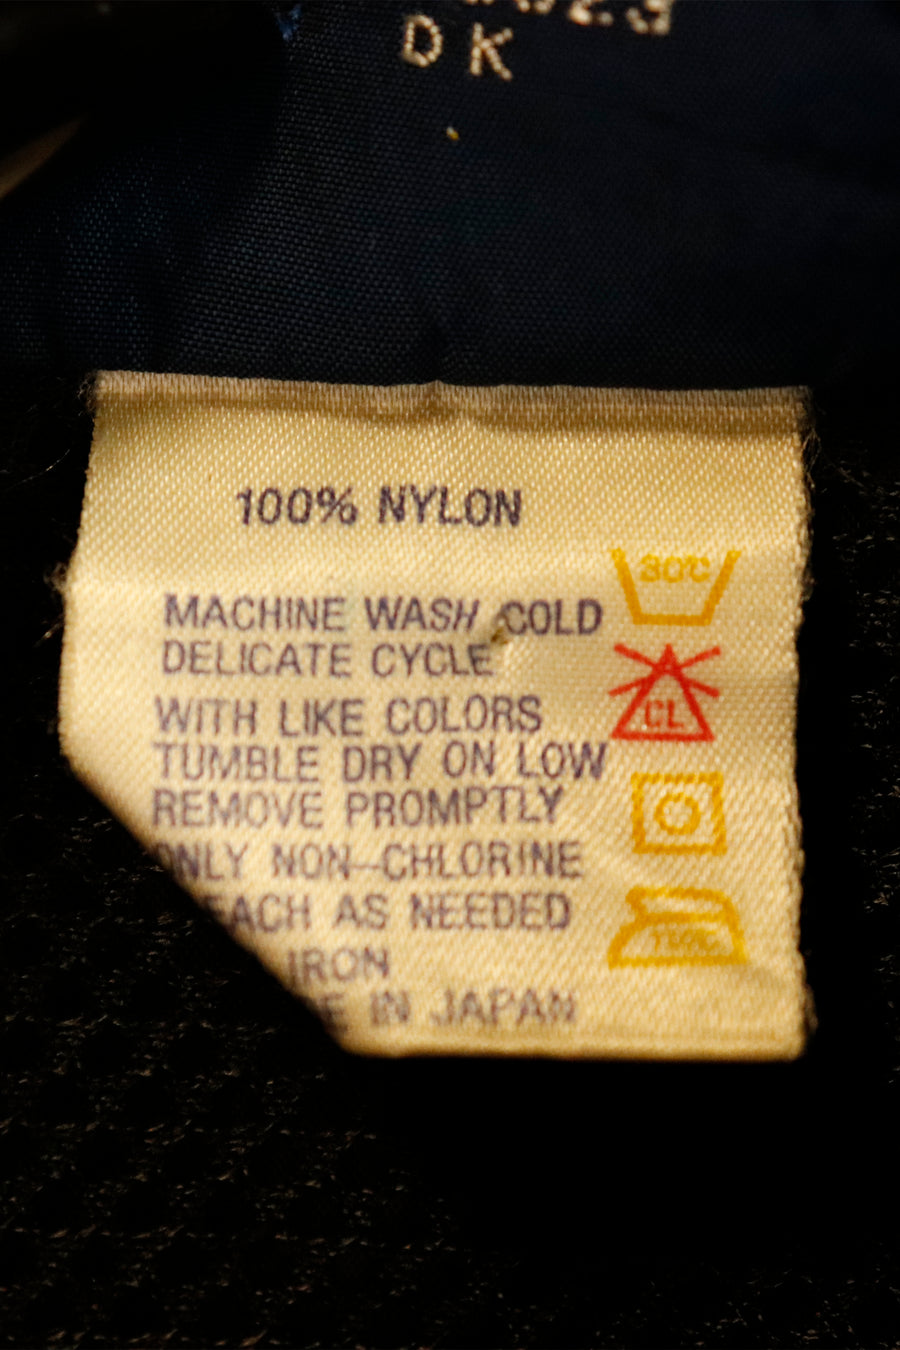 DK
100% NYLON
30℃
MACHINE WASH COLD
DELICATE CYCLE
WITH LIKE COLORS
CL
TUMBLE DRY ON LOW
REMOVE PROMPTLY
ONLY NON-CHLORINE
EACH AS NEEDED
IRON
E IN JAPAN